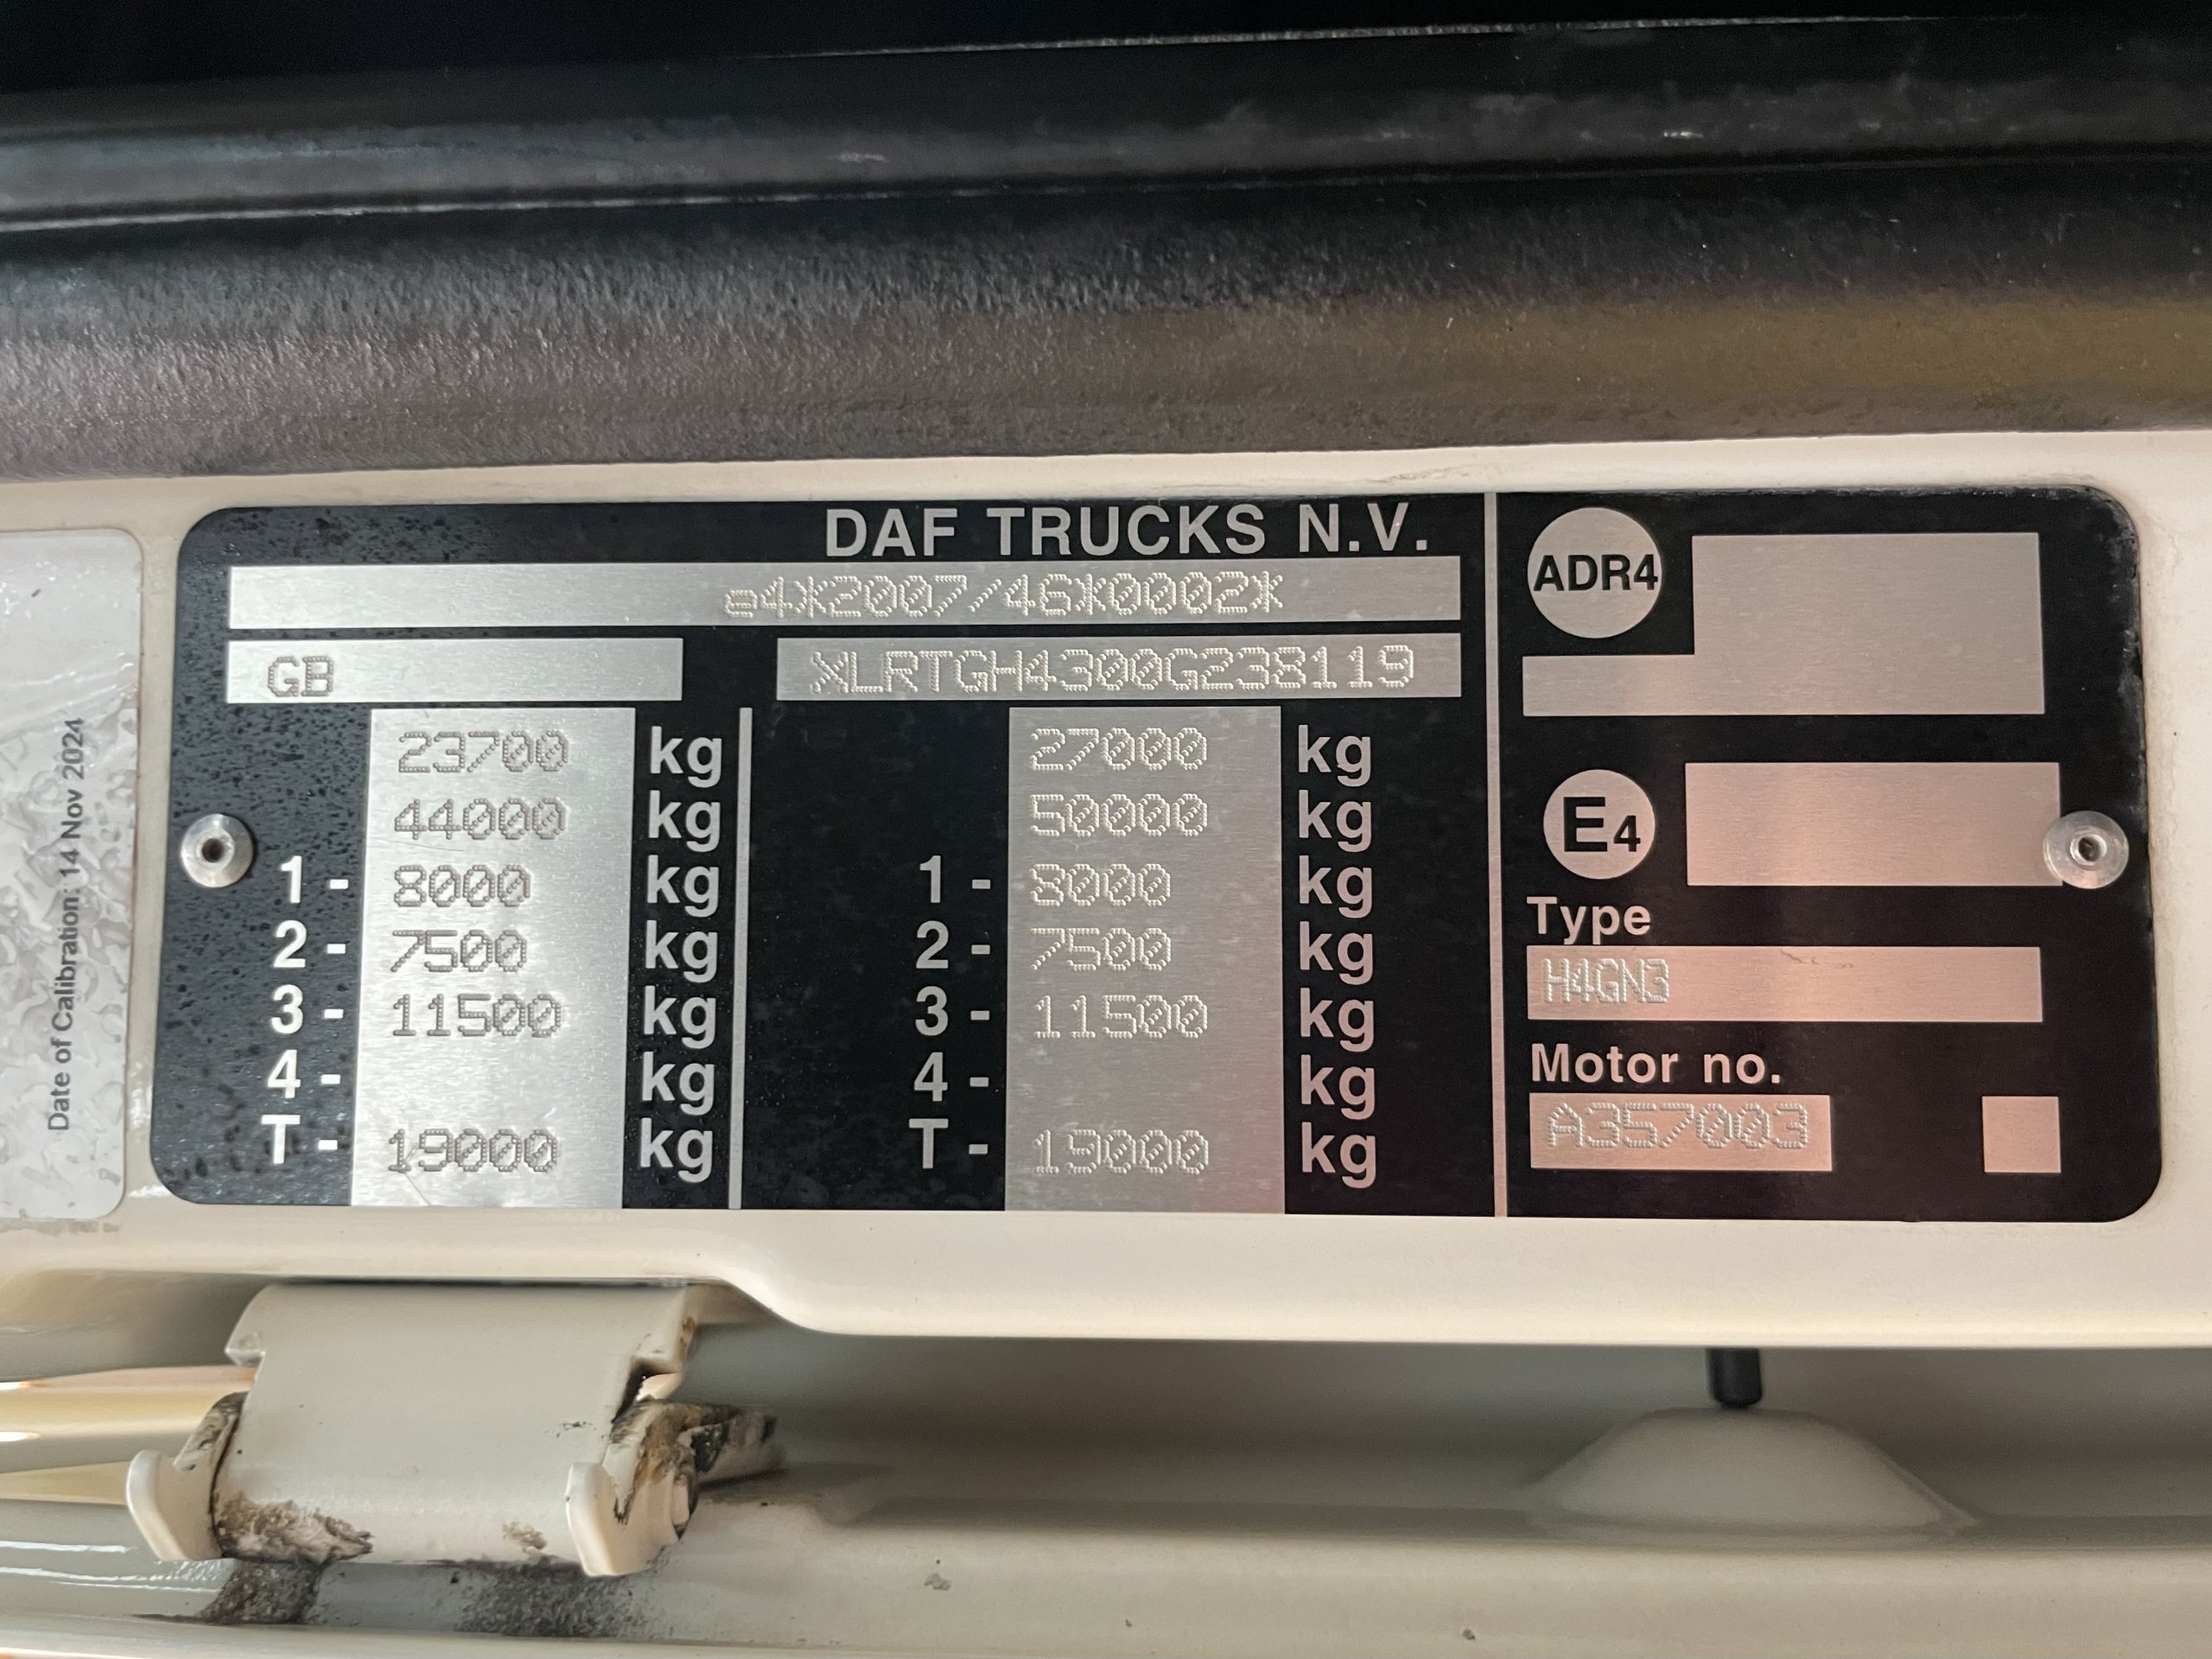 DAF TRUCKS N.V.
e4*2007/46*0002*
GB XLRTGH4300G238119
23700 kg 27000 kg
44000 kg 50000 kg
1 - 8000 kg 1 - 8000 kg
2 - 7500 kg 2 - 7500 kg
3 - 11500 kg 3 - 11500 kg
4 - kg 4 - kg
T - 19000 kg T - 19000 kg
ADR4
E4
Type
H4GN3
Motor no.
A357003
Date of Calibration: 14 Nov 2024